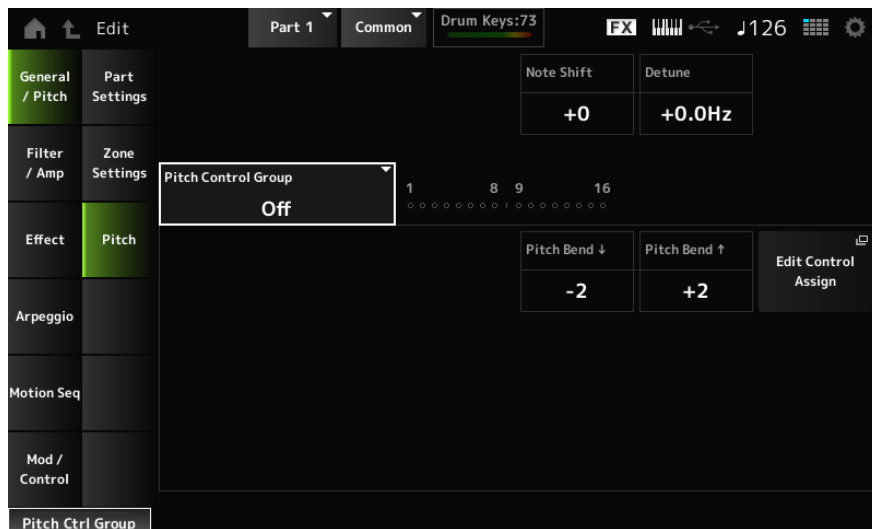 Edit
Part 1
Common
Drum Keys:73
FX
♩126
General
/ Pitch
Part
Settings
Note Shift
Detune
+0
+0.0Hz
Filter
/ Amp
Zone
Settings
Pitch Control Group
Off
1 8 9 16
Effect
Pitch
Pitch Bend ↓
Pitch Bend ↑
Edit Control
Assign
-2
+2
Arpeggio
Motion Seq
Mod /
Control
Pitch Ctrl Group